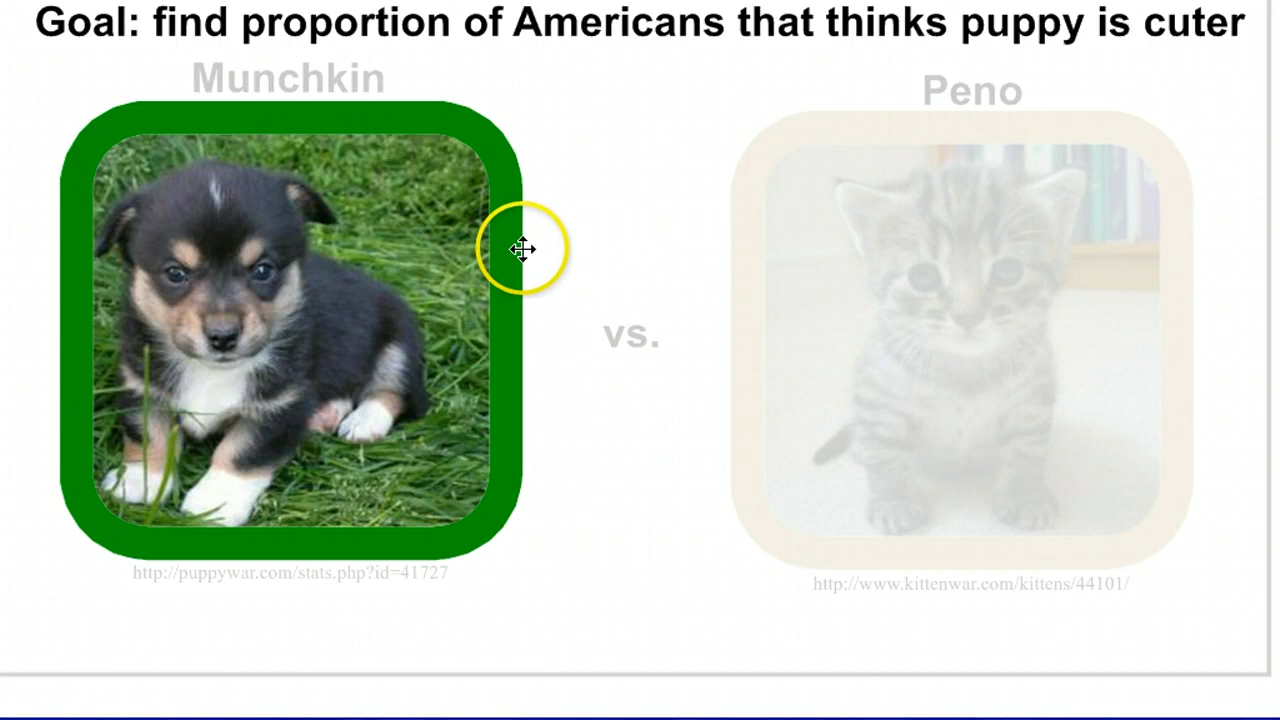 Goal: find proportion of Americans that thinks puppy is cuter
Munchkin
Peno
vs.
http://puppywar.com/stats.php?id=41727
http://www.kittenwar.com/kittens/44101/